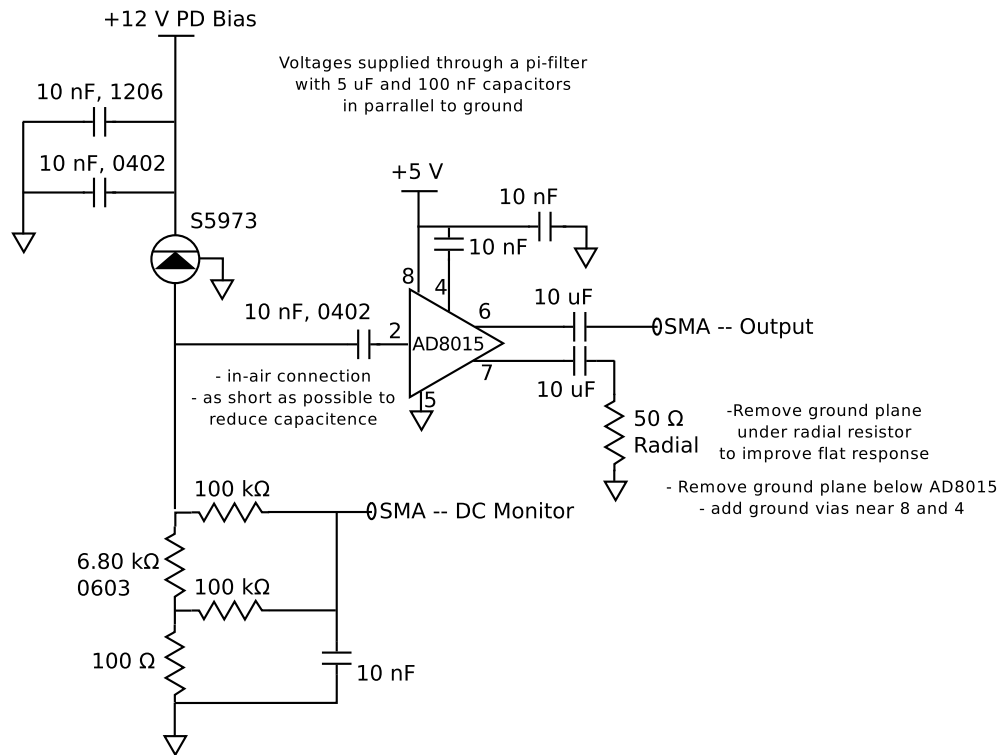 +12 V PD Bias
Voltages supplied through a pi-filter
with 5 uF and 100 nF capacitors
in parrallel to ground
10 nF, 1206
10 nF, 0402
S5973
+5 V
10 nF
10 nF
8
4
10 nF, 0402
2
AD8015
6
10 uF
SMA -- Output
7
10 uF
5
- in-air connection
- as short as possible to
reduce capacitence
50 Ω
Radial
-Remove ground plane
under radial resistor
to improve flat response
- Remove ground plane below AD8015
- add ground vias near 8 and 4
100 kΩ
SMA -- DC Monitor
6.80 kΩ
0603
100 kΩ
100 Ω
10 nF